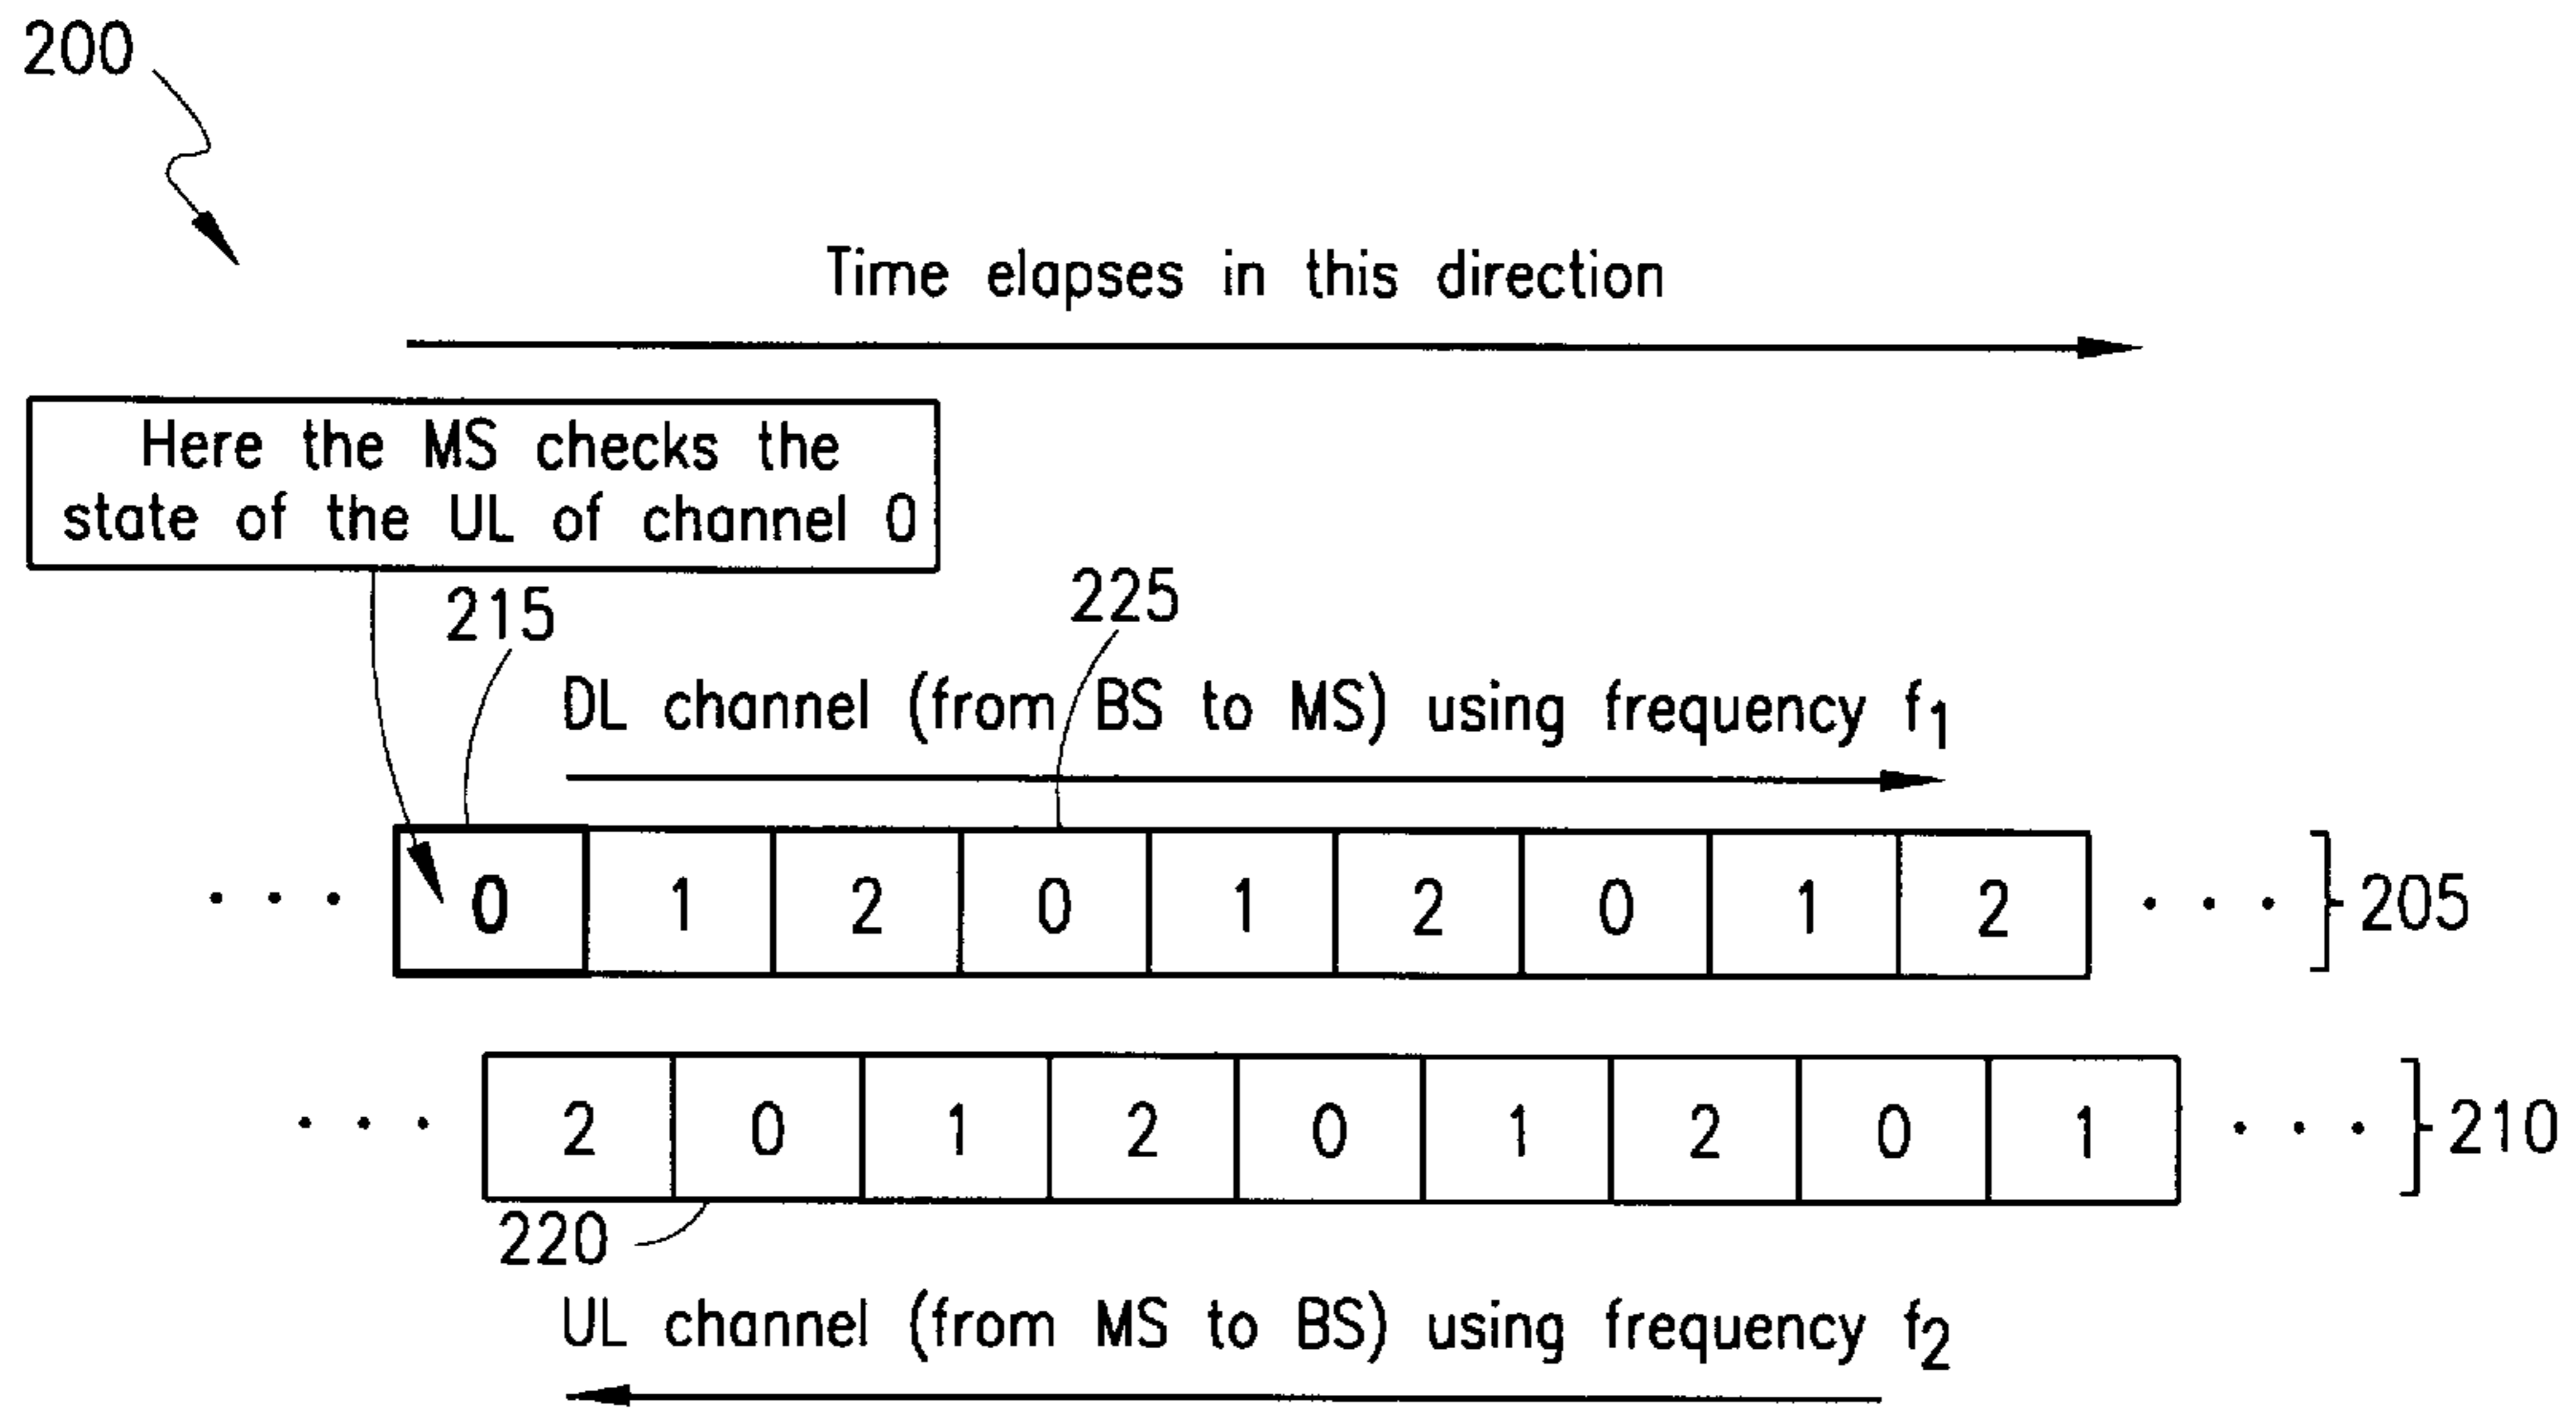 200
Time elapses in this direction
Here the MS checks the
state of the UL of channel 0
215
225
DL channel (from BS to MS) using frequency f1
• • • 0 1 2 0 1 2 0 1 2 • • • 205
• • • 2 0 1 2 0 1 2 0 1 • • • 210
220
UL channel (from MS to BS) using frequency f2